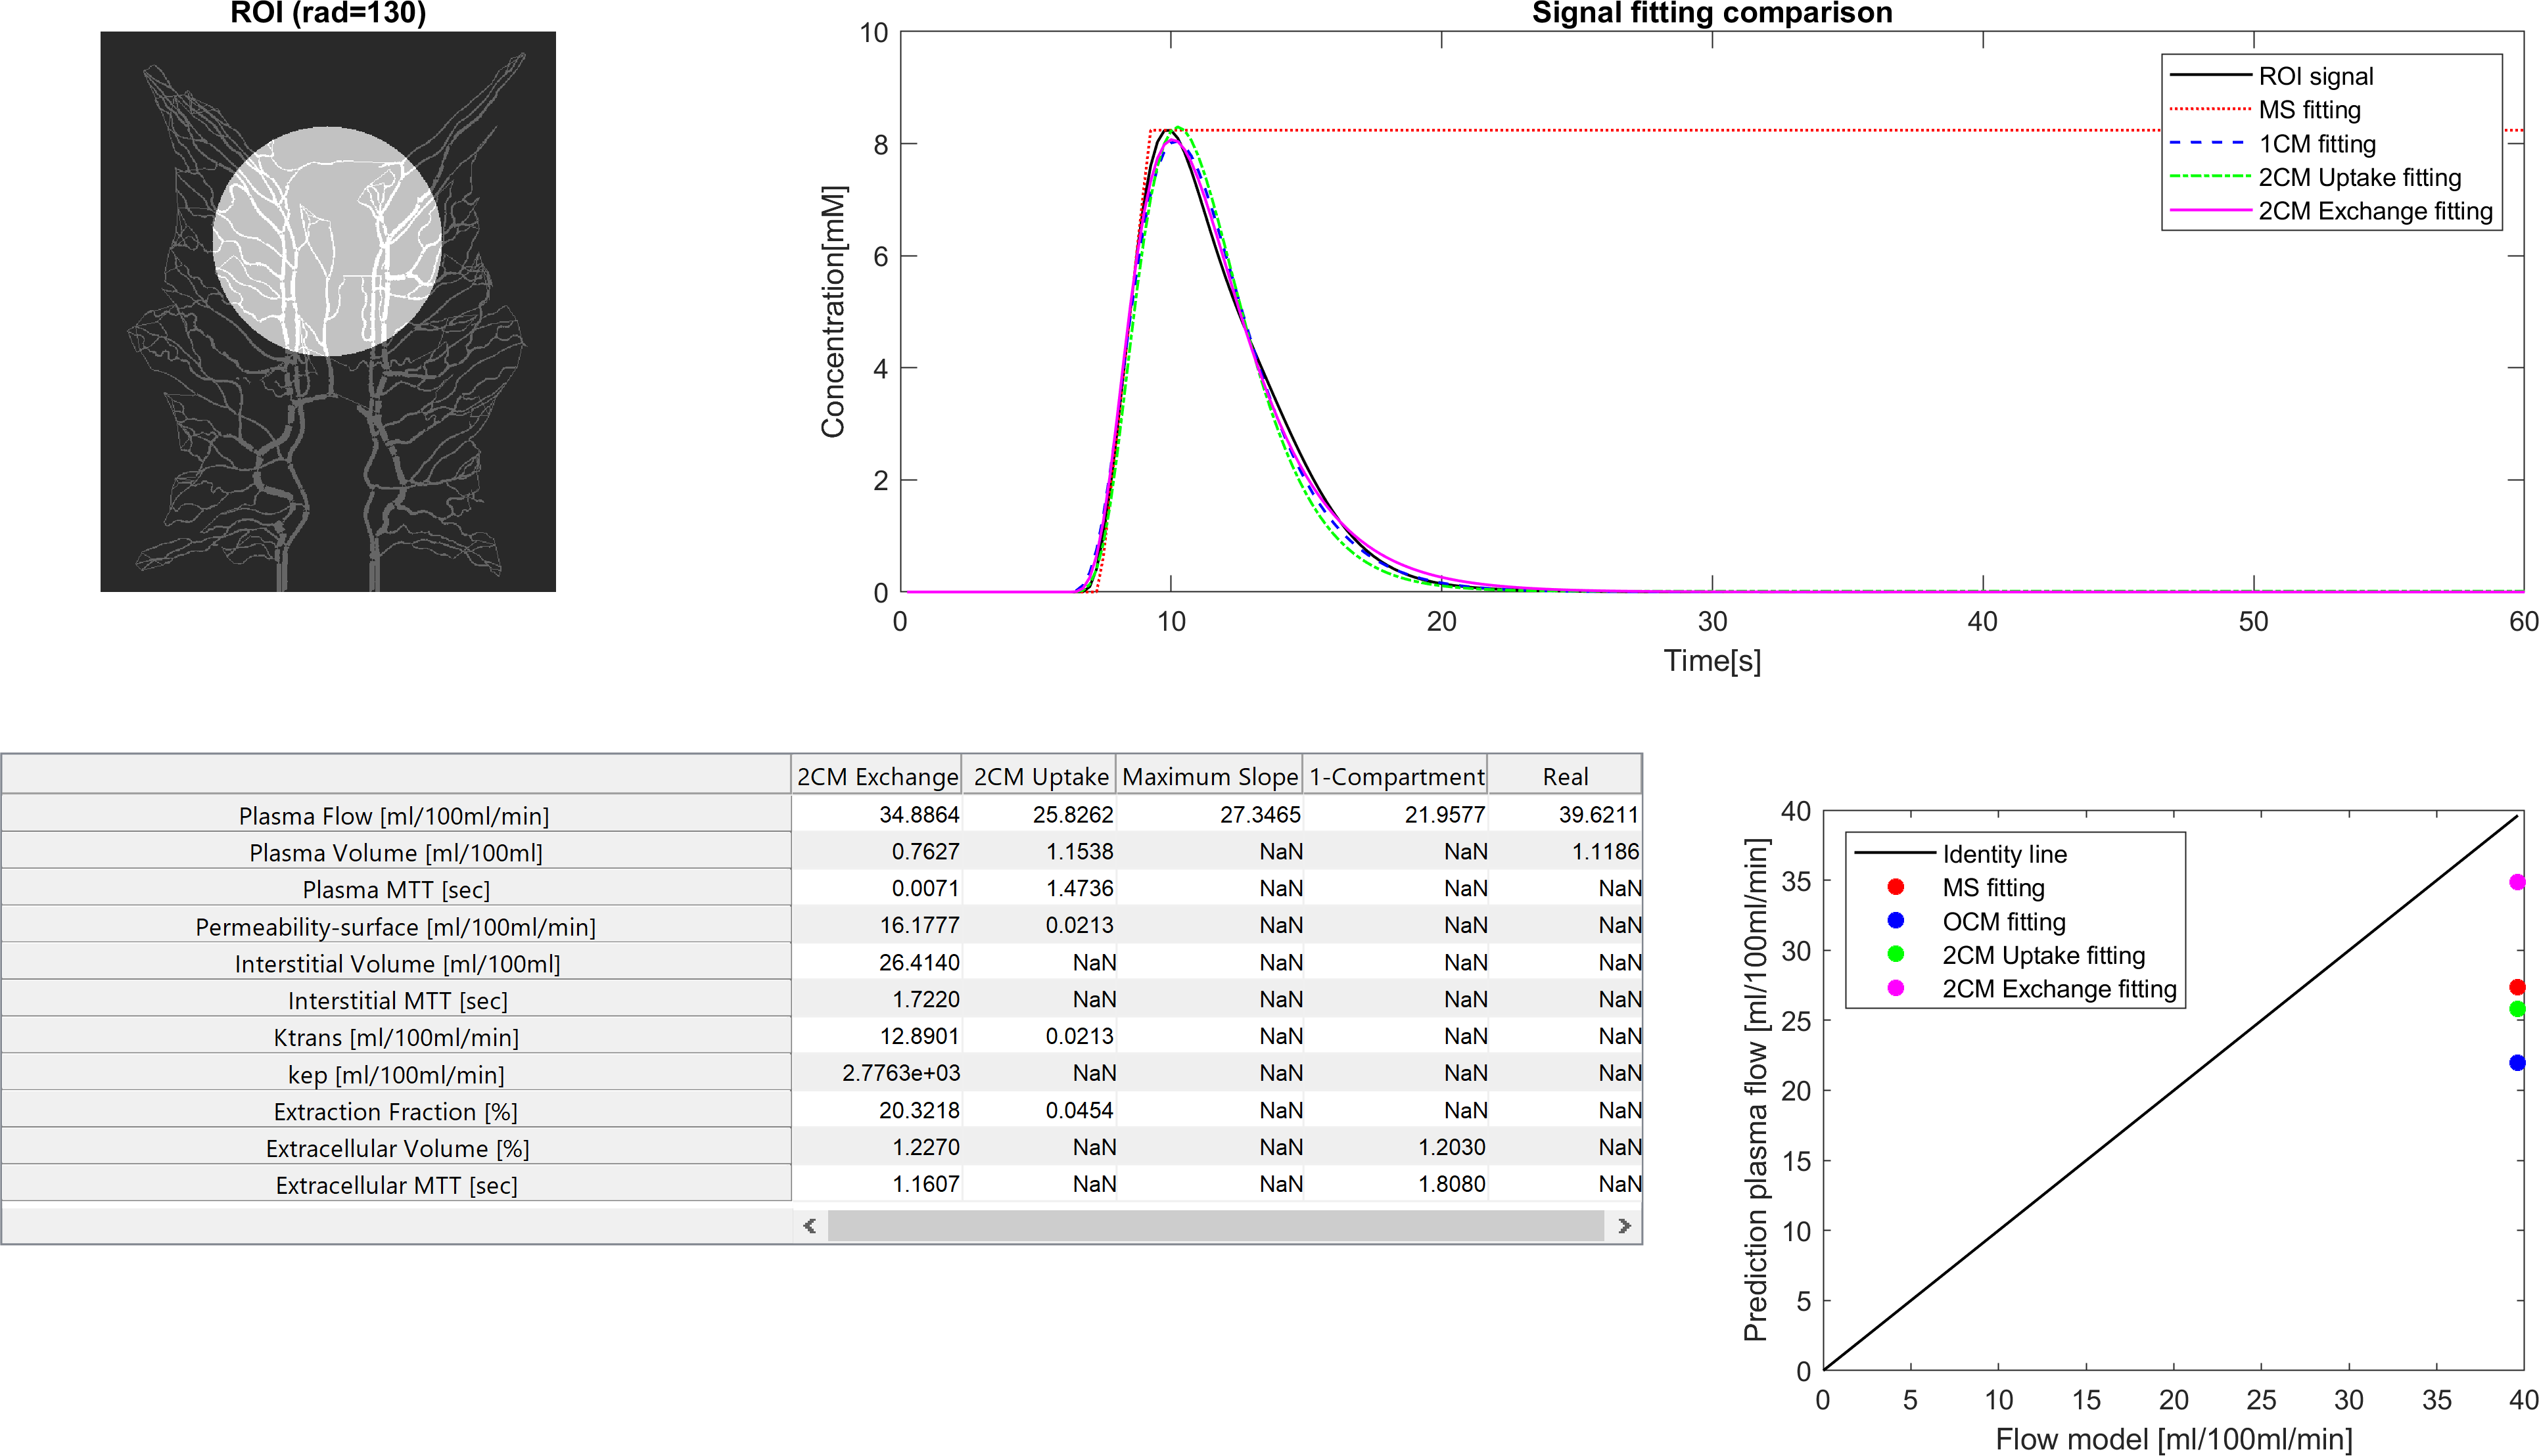 ROI (rad=130)
Signal fitting comparison
10
8
6
4
2
0
Concentration[mM]
0 10 20 30 40 50 60
Time[s]
ROI signal
MS fitting
1CM fitting
2CM Uptake fitting
2CM Exchange fitting
2CM Exchange 2CM Uptake Maximum Slope 1-Compartment Real
Plasma Flow [ml/100ml/min] 34.8864 25.8262 27.3465 21.9577 39.6211
Plasma Volume [ml/100ml] 0.7627 1.1538 NaN NaN 1.1186
Plasma MTT [sec] 0.0071 1.4736 NaN NaN NaN
Permeability-surface [ml/100ml/min] 16.1777 0.0213 NaN NaN NaN
Interstitial Volume [ml/100ml] 26.4140 NaN NaN NaN NaN
Interstitial MTT [sec] 1.7220 NaN NaN NaN NaN
Ktrans [ml/100ml/min] 12.8901 0.0213 NaN NaN NaN
kep [ml/100ml/min] 2.7763e+03 NaN NaN NaN NaN
Extraction Fraction [%] 20.3218 0.0454 NaN NaN NaN
Extracellular Volume [%] 1.2270 NaN NaN 1.2030 NaN
Extracellular MTT [sec] 1.1607 NaN NaN 1.8080 NaN
40
35
30
25
20
15
10
5
0
Prediction plasma flow [ml/100ml/min]
Identity line
MS fitting
OCM fitting
2CM Uptake fitting
2CM Exchange fitting
0 5 10 15 20 25 30 35 40
Flow model [ml/100ml/min]